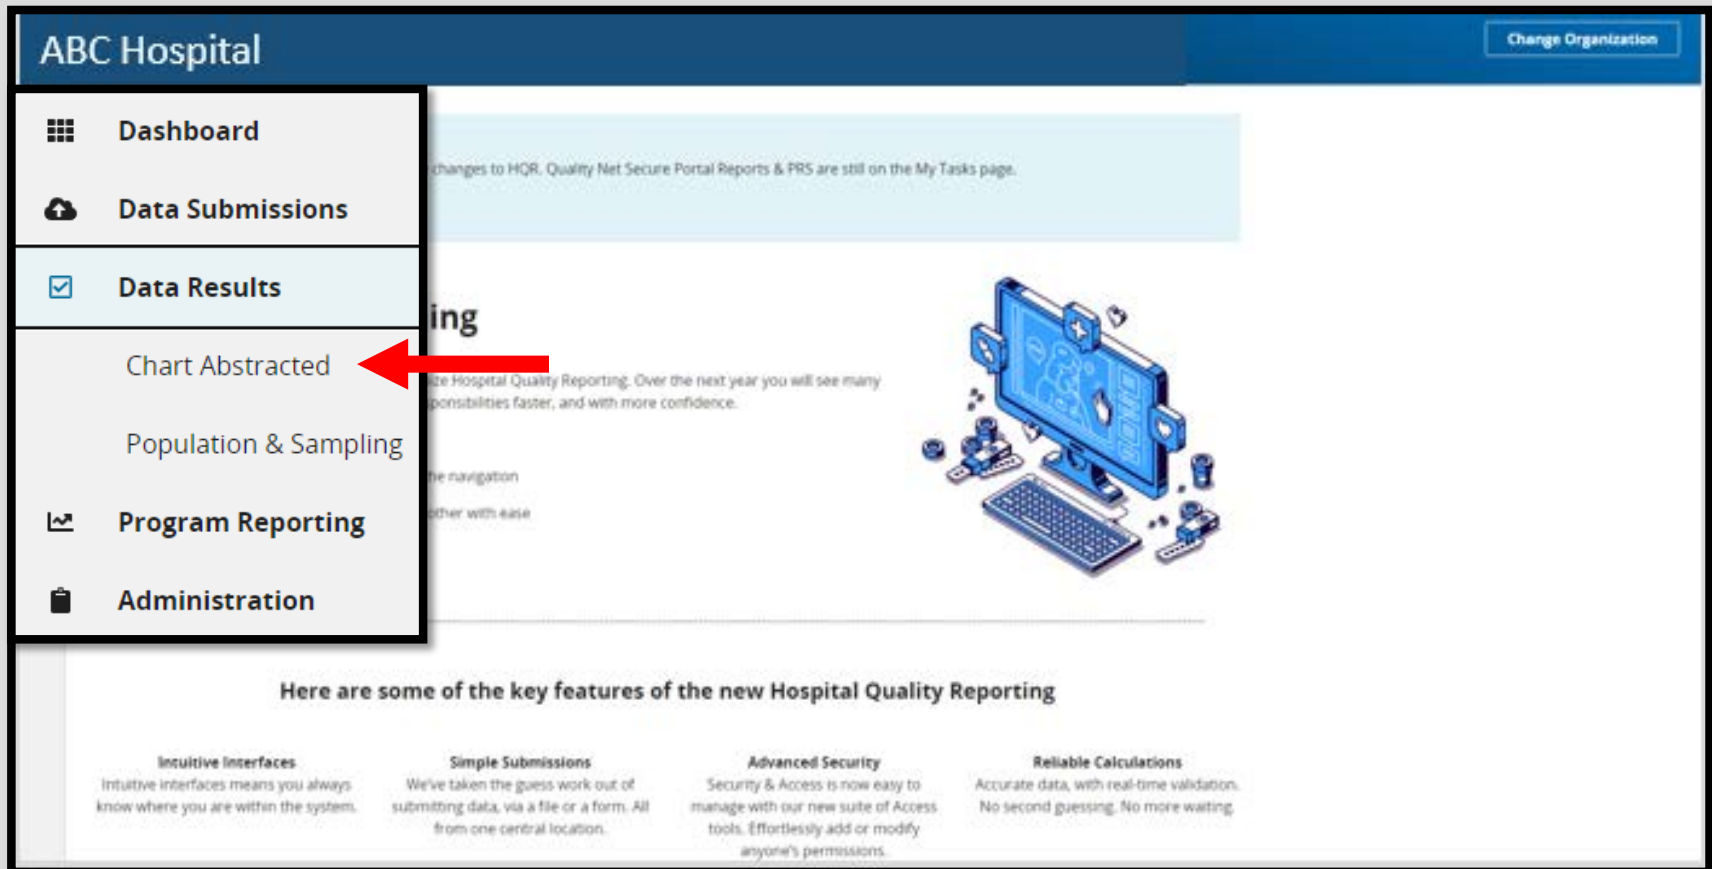 ABC Hospital
Change Organization
Dashboard
Data Submissions
Data Results
Chart Abstracted
Population & Sampling
Program Reporting
Administration
changes to HQR. Quality Net Secure Portal Reports & PRS are still on the My Tasks page.
ing
ze Hospital Quality Reporting. Over the next year you will see many
ponsibilities faster, and with more confidence.
he navigation
other with ease
Here are some of the key features of the new Hospital Quality Reporting
Intuitive Interfaces
Intuitive interfaces means you always
know where you are within the system.
Simple Submissions
We've taken the guess work out of
submitting data, via a file or a form. All
from one central location.
Advanced Security
Security & Access is now easy to
manage with our new suite of Access
tools. Effortlessly add or modify
anyone's permissions.
Reliable Calculations
Accurate data, with real-time validation.
No second guessing. No more waiting.